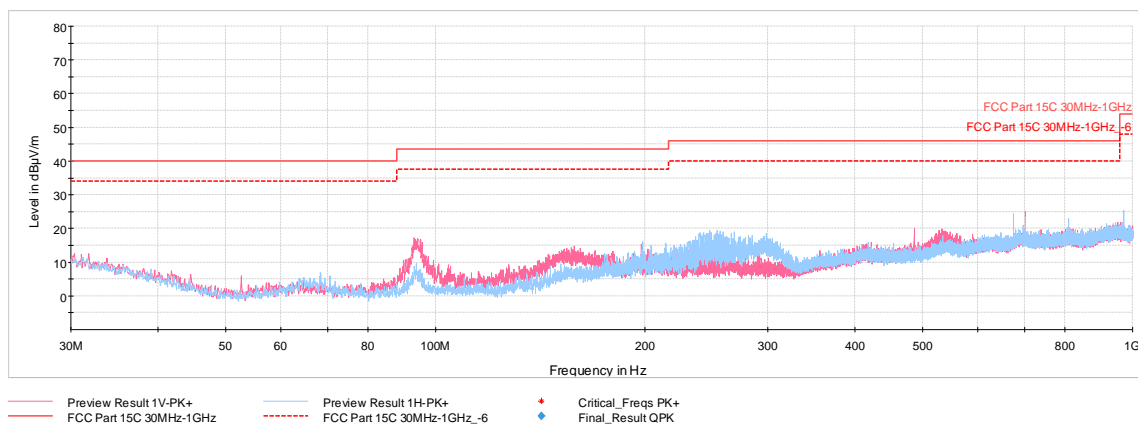 80
70
60
FCC Part 15C 30MHz-1GHz
50
FCC Part 15C 30MHz-1GHz_-6
40
30
20
10
0
Level in dBµV/m
30M 50 60 80 100M 200 300 400 500 800 1G
Frequency in Hz
Preview Result 1V-PK+ Preview Result 1H-PK+ Critical_Freqs PK+
FCC Part 15C 30MHz-1GHz FCC Part 15C 30MHz-1GHz_-6 Final_Result QPK